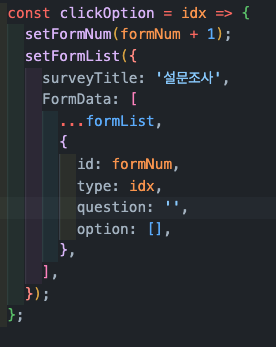 const clickOption = idx => {
setFormNum(formNum + 1);
setFormList({
surveyTitle: '설문조사',
FormData: [
...formList,
{
id: formNum,
type: idx,
question: '',
option: [],
},
],
});
};